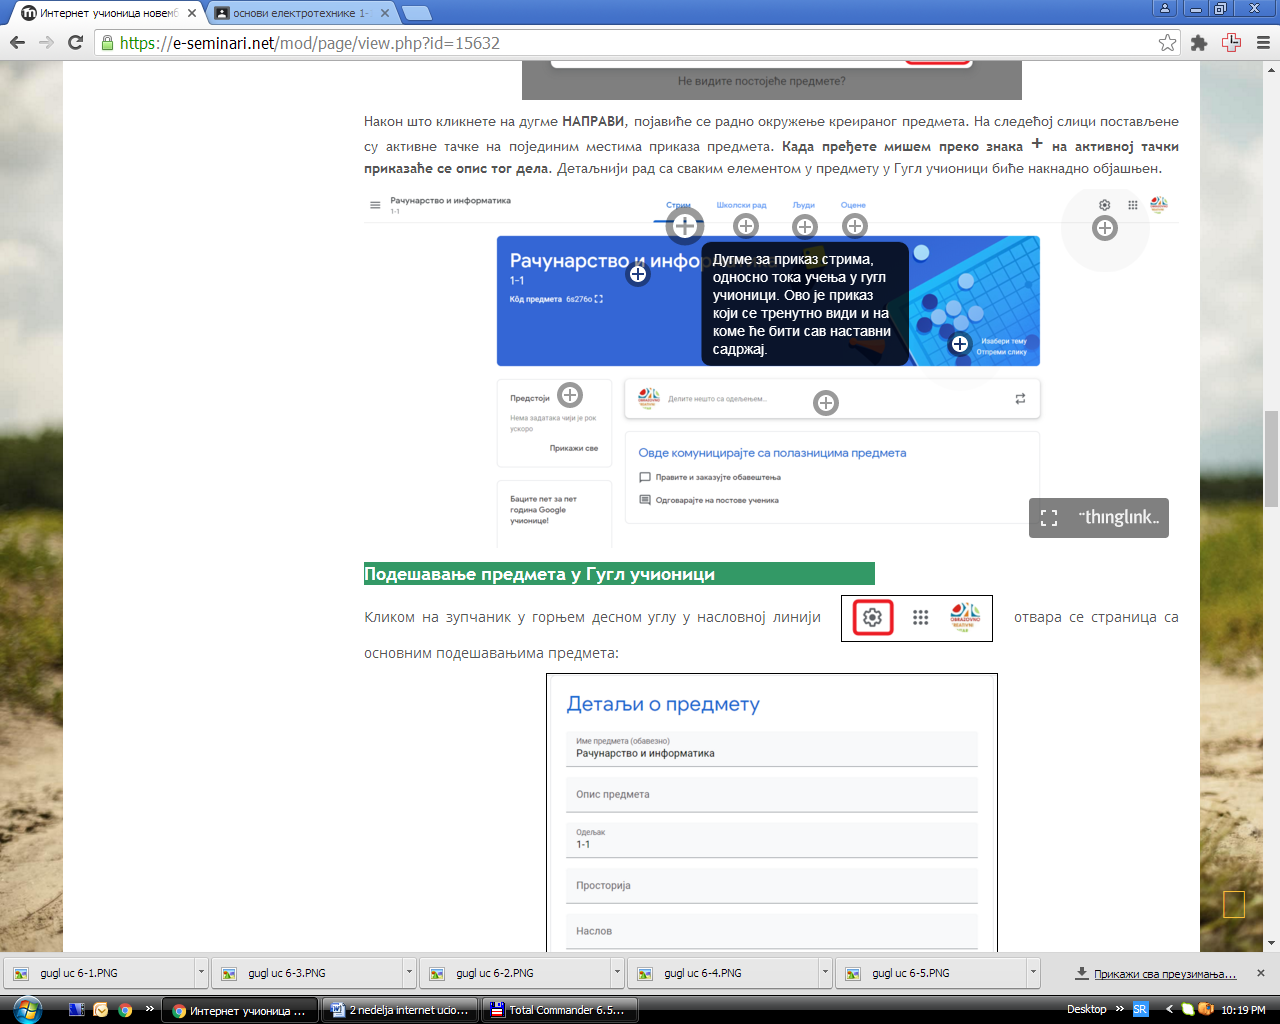 Интернет учионица новемб
основи електротехнике 1-
https://e-seminari.net/mod/page/view.php?id=15632
Не видите постојеће предмете?
Након што кликнете на дугме НАПРАВИ, појавиће се радно окружење креираног предмета. На следећој слици постављене
су активне тачке на појединим местима приказа предмета. Када пређете мишем преко знака + на активној тачки
приказаће се опис тог дела. Детаљнији рад са сваким елементом у предмету у Гугл учионици биће накнадно објашњен.
Рачунарство и информатика
1-1
Стрим
Школски рад
Људи
Оцене
Рачунарство и информатика
1-1
Кôд предмета 6s276o
Дугме за приказ стрима,
односно тока учења у гугл
учионици. Ово је приказ
који се тренутно види и на
коме ће бити сав наставни
садржај.
Изабери тему
Отпреми слику
Предстоји
Нема задатака чији је рок
ускоро
Прикажи све
Делите нешто са одељењем...
Овде комуницирајте са полазницима предмета
Правите и заказујте обавештења
Одговарајте на постове ученика
Баците пет за пет
година Google
учионице!
thinglink..
Подешавање предмета у Гугл учионици
Кликом на зупчаник у горњем десном углу у насловној линији отвара се страница са
ОБРАЗОВНО
основним подешавањима предмета:
Детаљи о предмету
Име предмета (обавезно)
Рачунарство и информатика
Опис предмета
Одељак
1-1
Просторија
Наслов
gugl uc 6-1.PNG
gugl uc 6-3.PNG
gugl uc 6-2.PNG
gugl uc 6-4.PNG
gugl uc 6-5.PNG
Прикажи сва преузимања...
Интернет учионица ...
2 nedelja internet ucio...
Total Commander 6.5...
Desktop
SR
10:19 PM